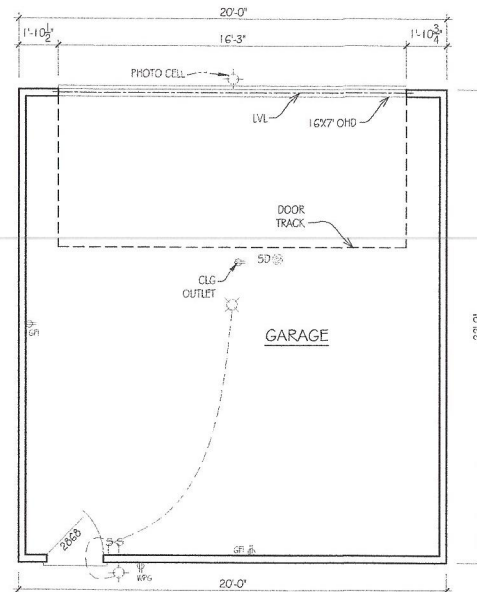 20'-0"
1'-10 1/2"
16'-3"
1'-10 3/4"
PHOTO CELL
LVL
16'X7' OHD
DOOR
TRACK
CLG
OUTLET
SD
GARAGE
GFI
2868
S S
GFI
WPG
20'-0"